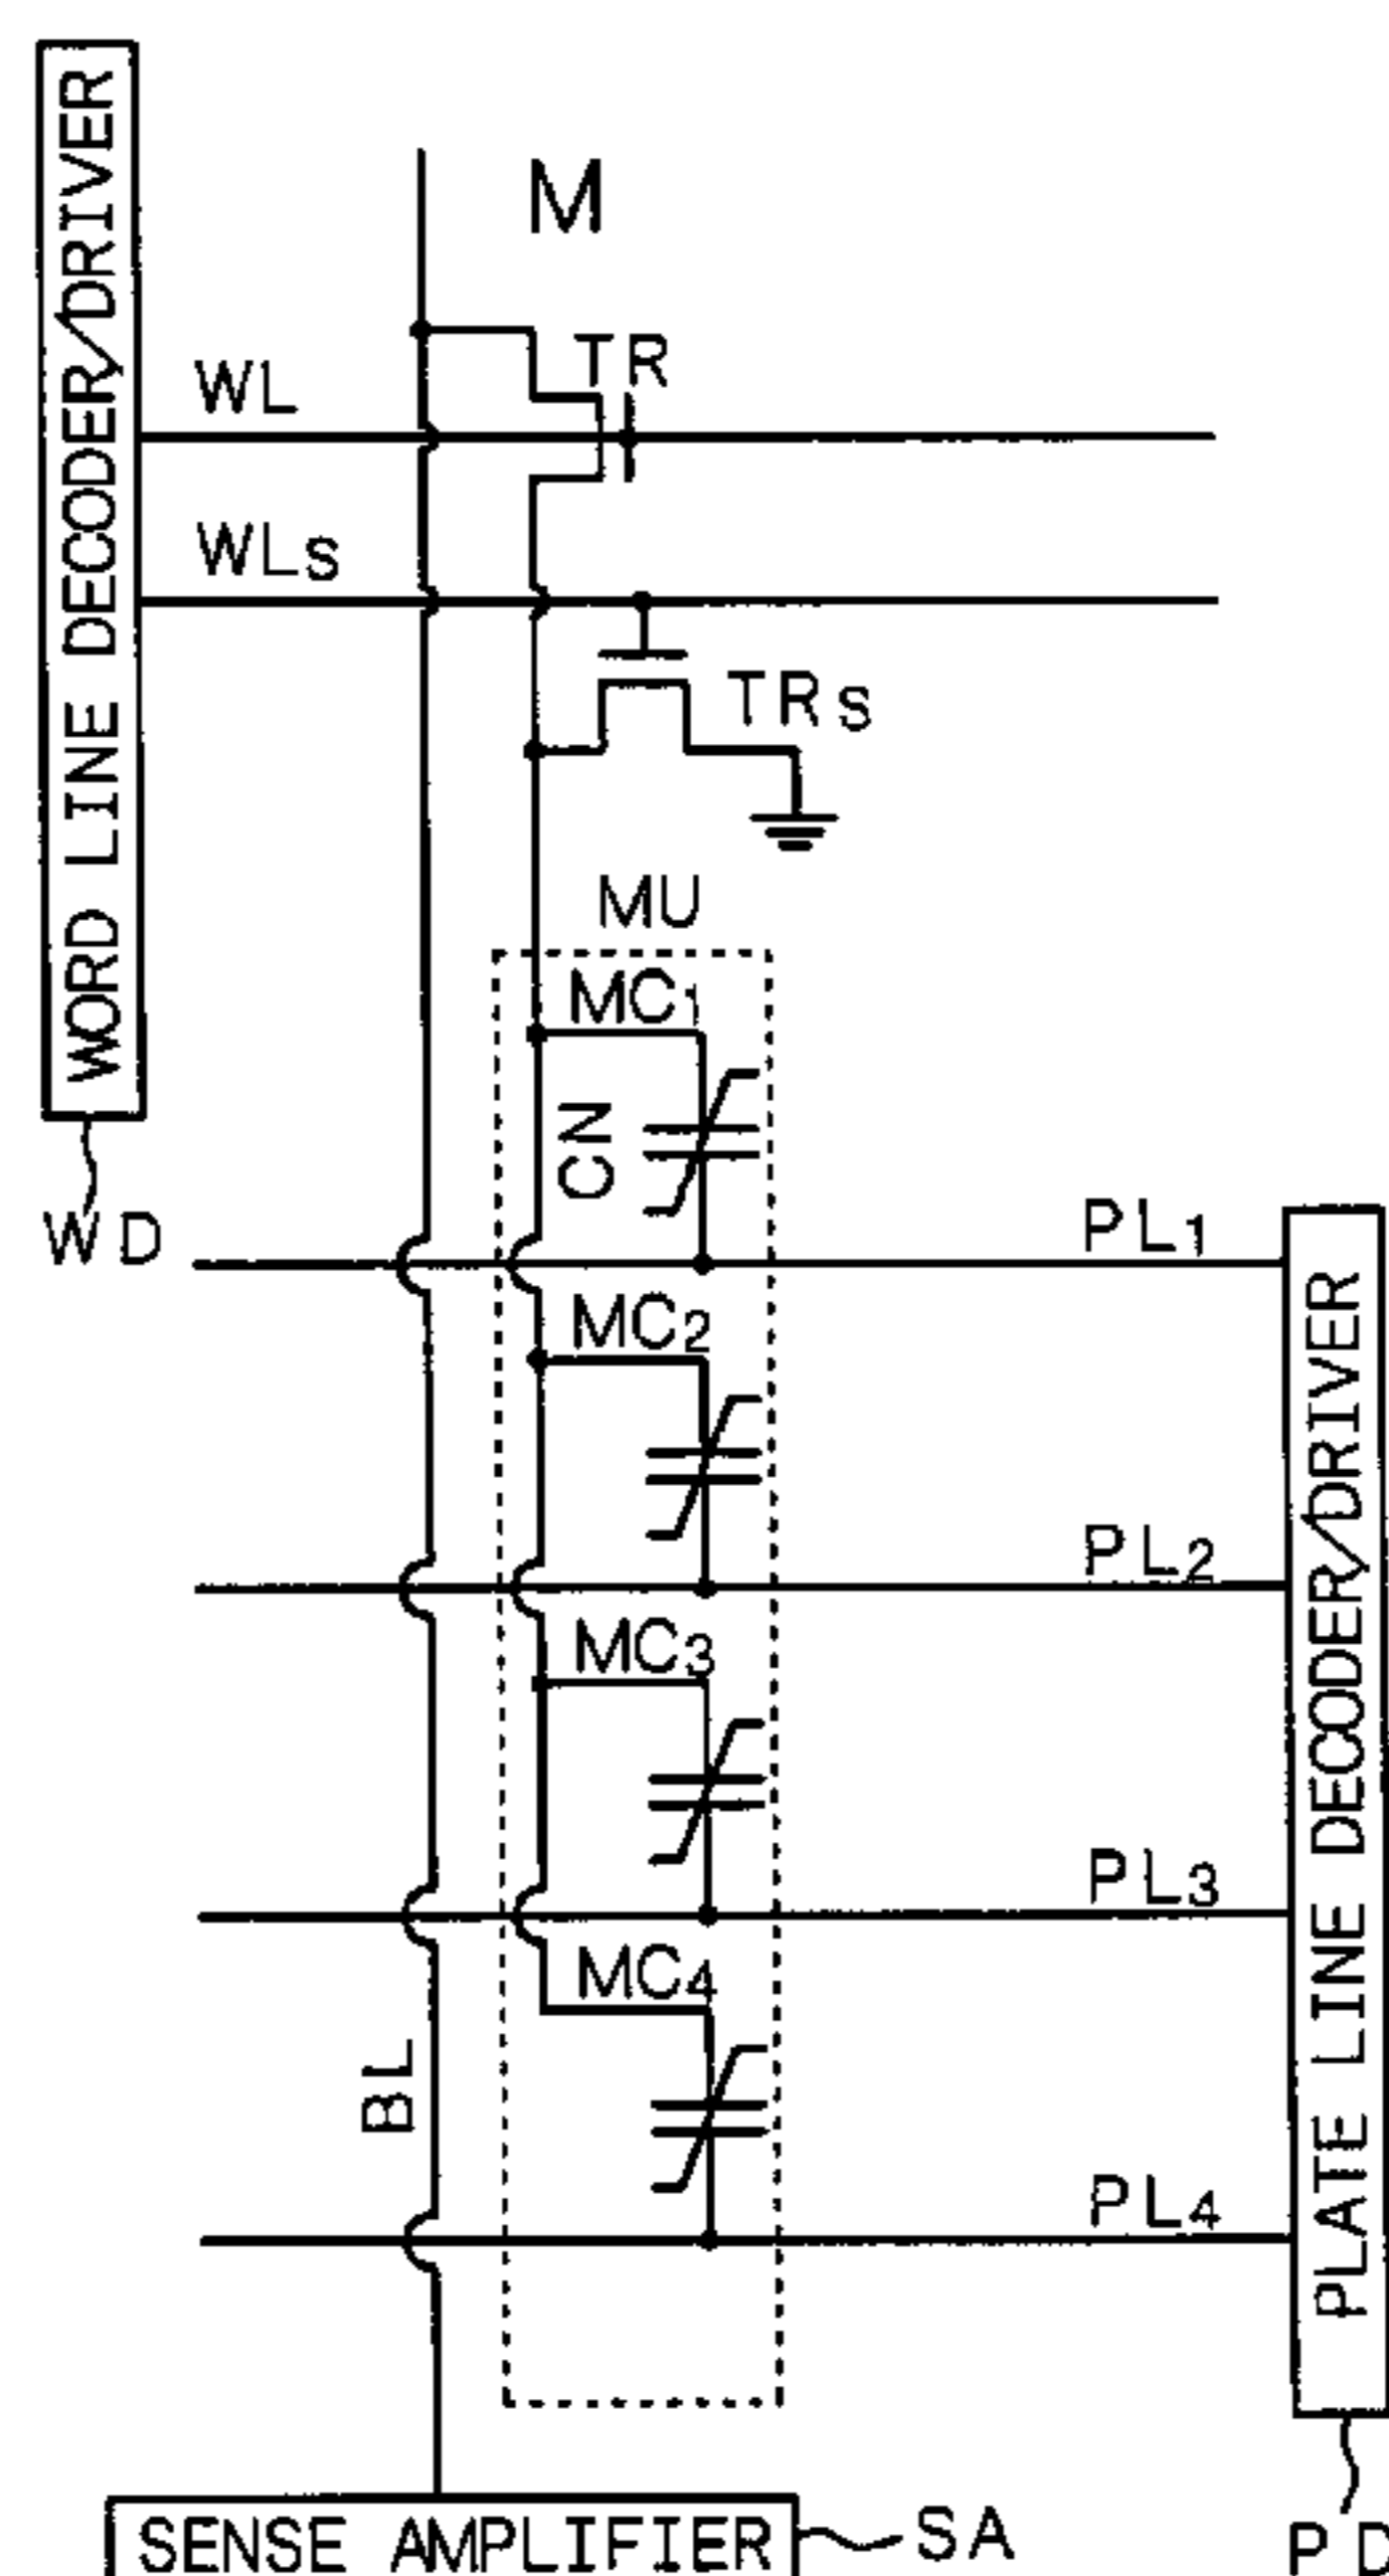 WORD LINE DECODER/DRIVER
M
TR
WL
WLS
TRS
MU
MC1
CN
WD
PL1
MC2
PL2
MC3
PL3
MC4
BL
PL4
PLATE LINE DECODER/DRIVER
SENSE AMPLIFIER
SA
PD